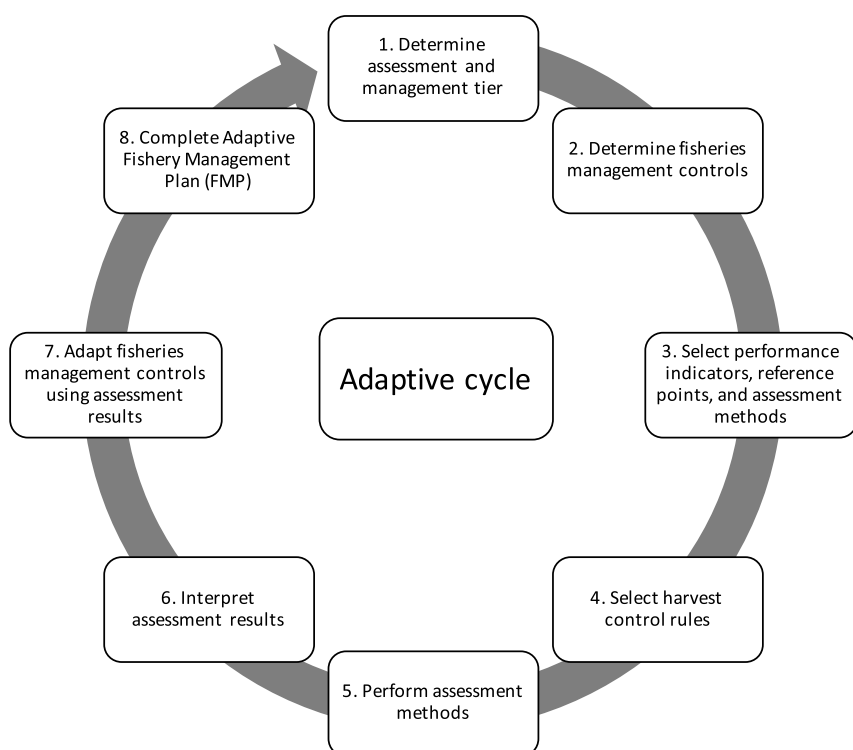 1. Determine
assessment and
management tier
2. Determine fisheries
management controls
3. Select performance
indicators, reference
points, and assessment
methods
4. Select harvest
control rules
5. Perform assessment
methods
6. Interpret
assessment results
7. Adapt fisheries
management controls
using assessment
results
8. Complete Adaptive
Fishery Management
Plan (FMP)
Adaptive cycle